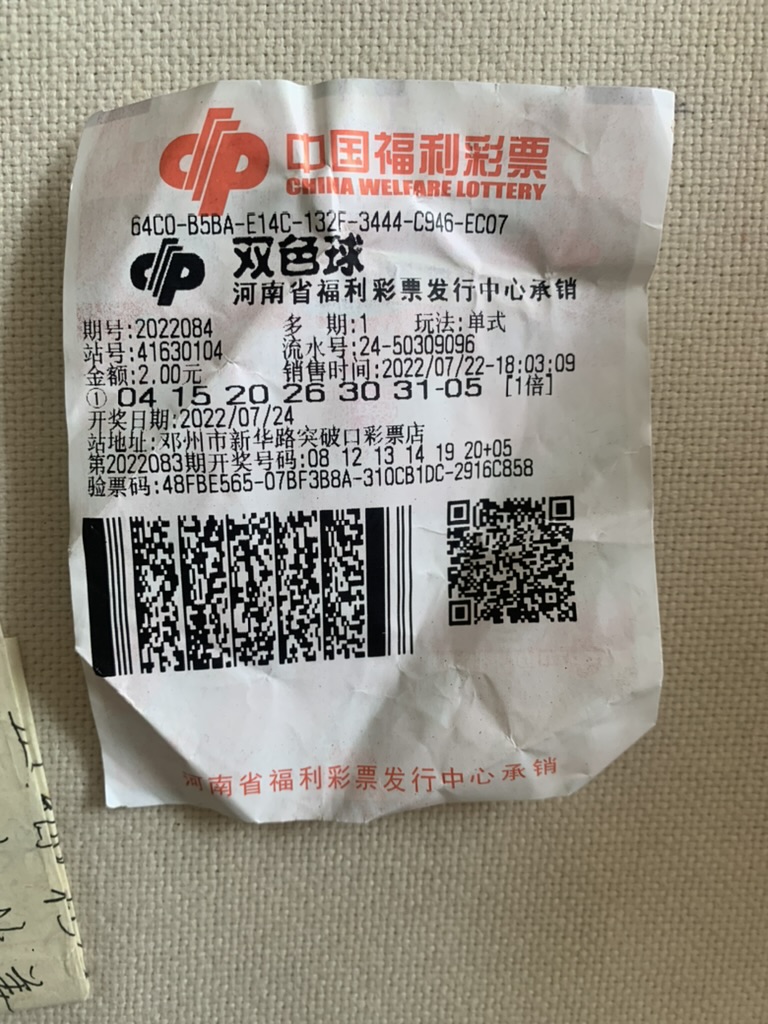 中国福利彩票
CHINA WELFARE LOTTERY
64C0-B5BA-E14C-132F-3444-C946-EC07
双色球
河南省福利彩票发行中心承销
期号:2022084 多 期:1 玩法:单式
站号:41630104 流水号:24-50309096
金额:2.00元 销售时间:2022/07/22-18:03:09
① 04 15 20 26 30 31-05 [1倍]
开奖日期:2022/07/24
站地址:邓州市新华路突破口彩票店
第2022083期开奖号码:08 12 13 14 19 20+05
验票码:48FBE565-07BF3B8A-310CB1DC-2916C858
河南省福利彩票发行中心承销